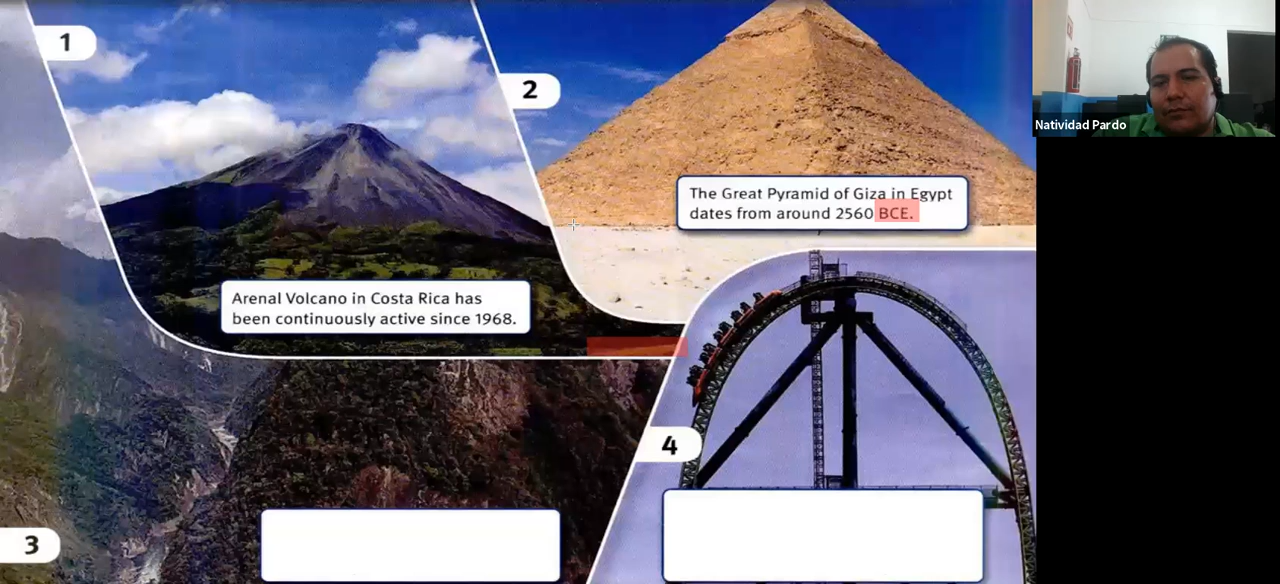 1
Arenal Volcano in Costa Rica has
been continuously active since 1968.
2
The Great Pyramid of Giza in Egypt
dates from around 2560 BCE.
3
4
Natividad Pardo